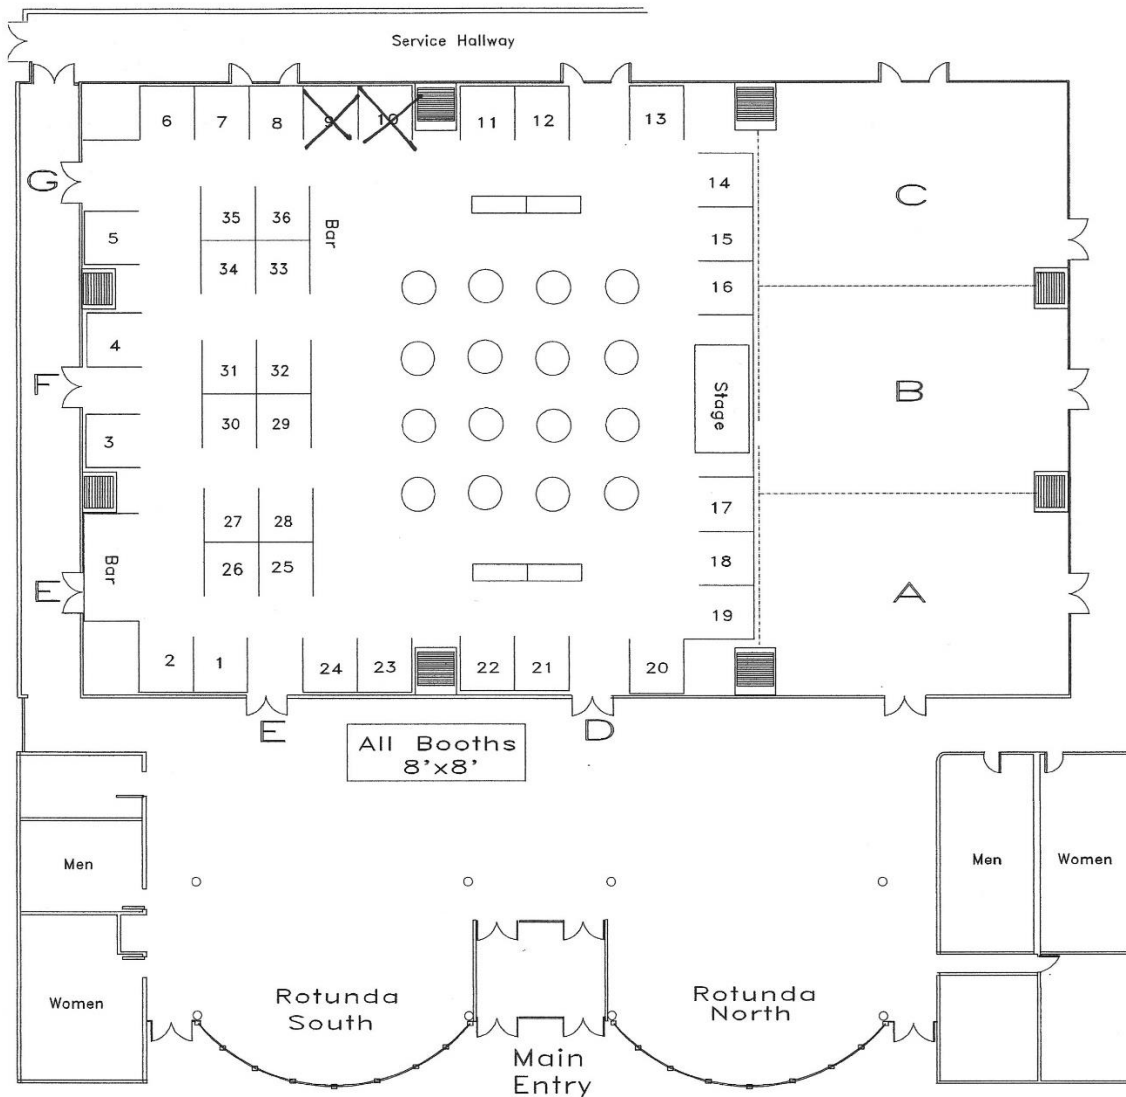 Service Hallway
6
7
8
9
10
11
12
13
G
35
36
Bar
14
5
34
33
15
16
C
4
31
32
F
30
29
Stage
B
3
27
28
17
Bar
26
25
18
E
19
A
2
1
24
23
22
21
20
E
D
All Booths
8'x8'
Men
Women
Men
Women
Rotunda
South
Rotunda
North
Main
Entry